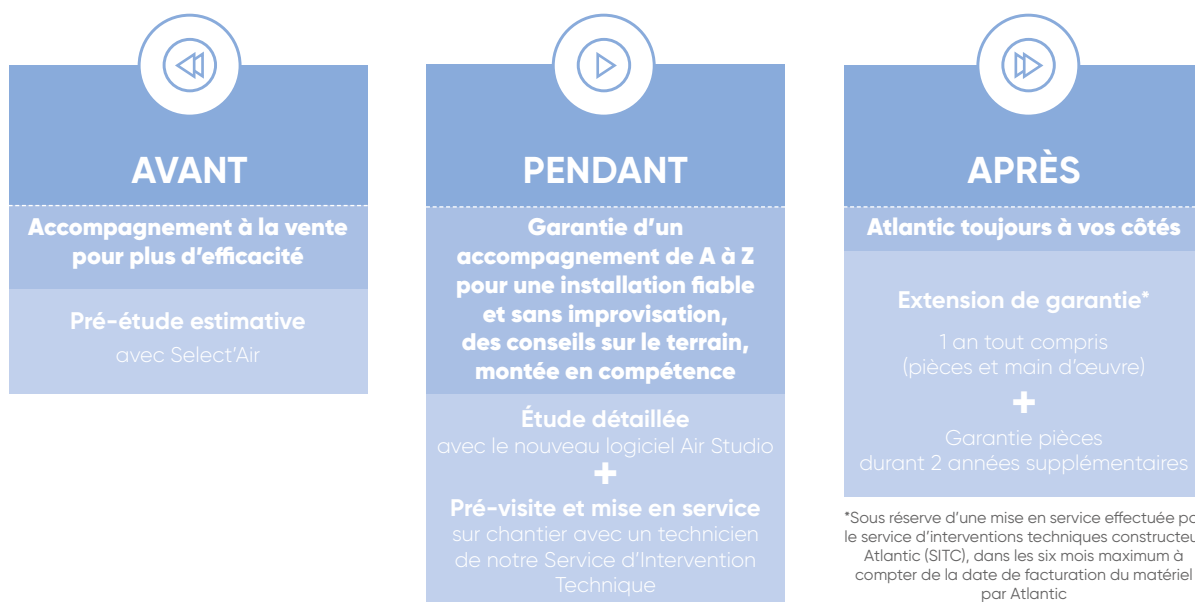 AVANT
Accompagnement à la vente
pour plus d'efficacité
Pré-étude estimative
avec Select'Air
PENDANT
Garantie d'un
accompagnement de A à Z
pour une installation fiable
et sans improvisation,
des conseils sur le terrain,
montée en compétence
Étude détaillée
avec le nouveau logiciel Air Studio
+
Pré-visite et mise en service
sur chantier avec un technicien
de notre Service d'Intervention
Technique
APRÈS
Atlantic toujours à vos côtés
Extension de garantie*
1 an tout compris
(pièces et main d'œuvre)
+
Garantie pièces
durant 2 années supplémentaires
*Sous réserve d'une mise en service effectuée
le service d'interventions techniques
Atlantic (SITC), dans les six mois maximum à
compter de la date de facturation du matériel
par Atlantic